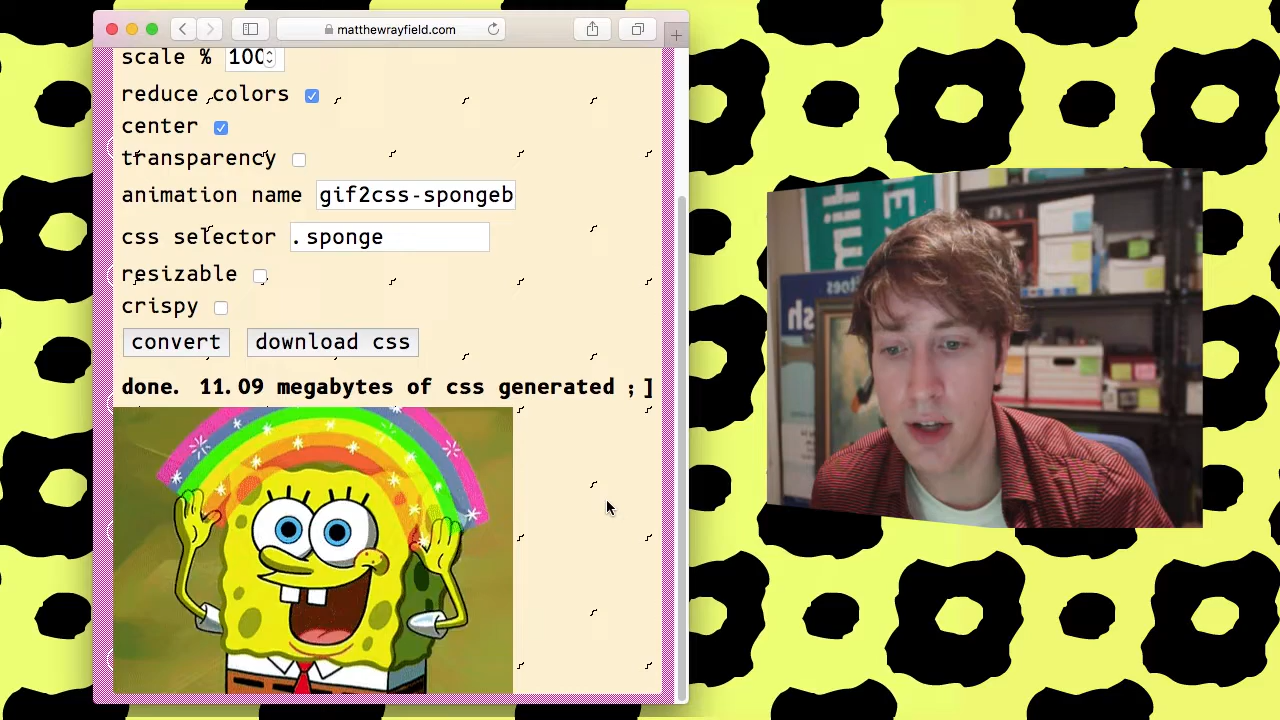 matthewrayfield.com
scale % 100
reduce colors
center
transparency
animation name gif2css-spongeb
css selector .sponge
resizable
crispy
convert download css
done. 11.09 megabytes of css generated ;]